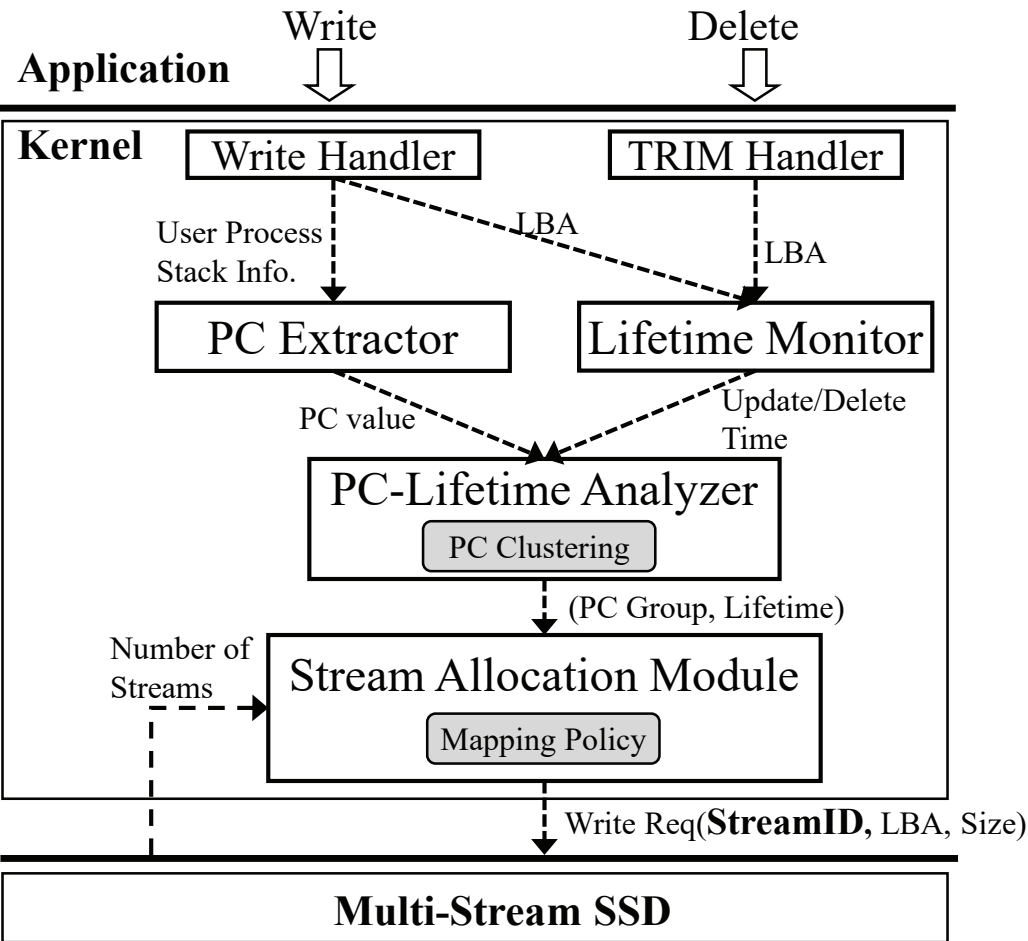 Write
Delete
Application
Kernel
Write Handler
TRIM Handler
User Process
Stack Info.
LBA
LBA
PC Extractor
Lifetime Monitor
PC value
Update/Delete
Time
PC-Lifetime Analyzer
PC Clustering
(PC Group, Lifetime)
Number of
Streams
Stream Allocation Module
Mapping Policy
Write Req(StreamID, LBA, Size)
Multi-Stream SSD